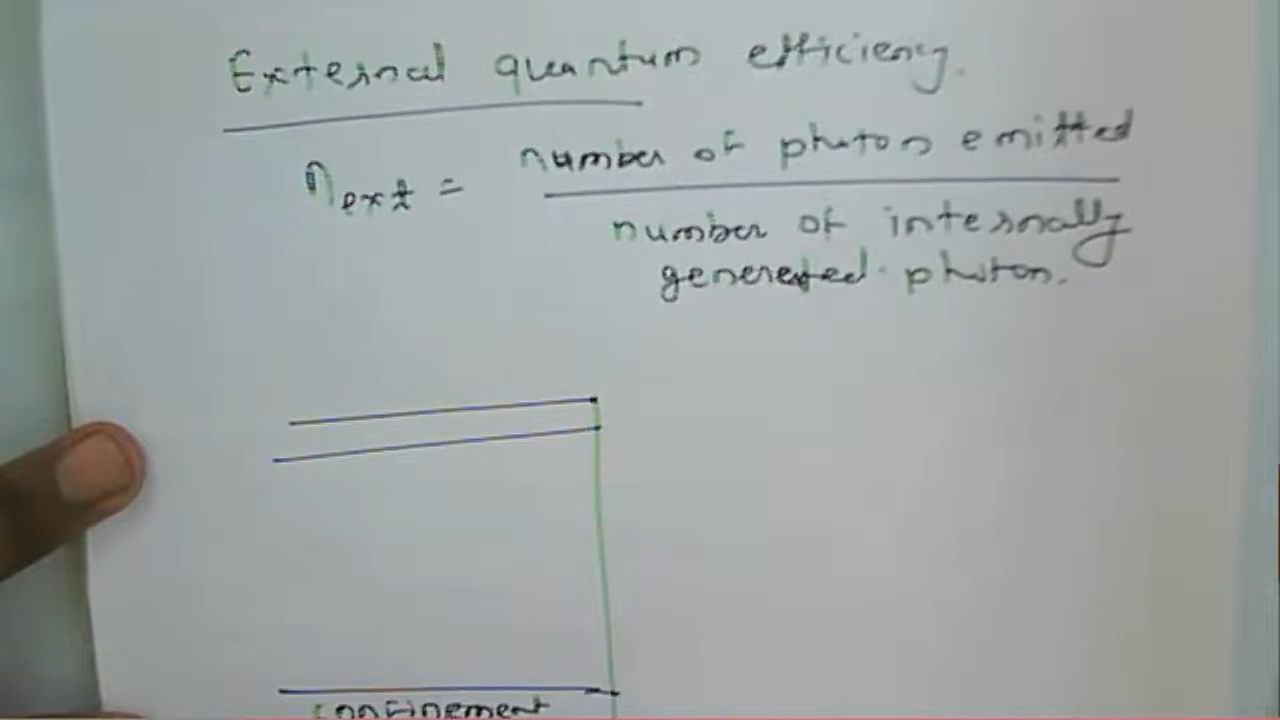 External quantum efficiency.
ηext = number of photon emitted
number of internally
generated photon.
confinement